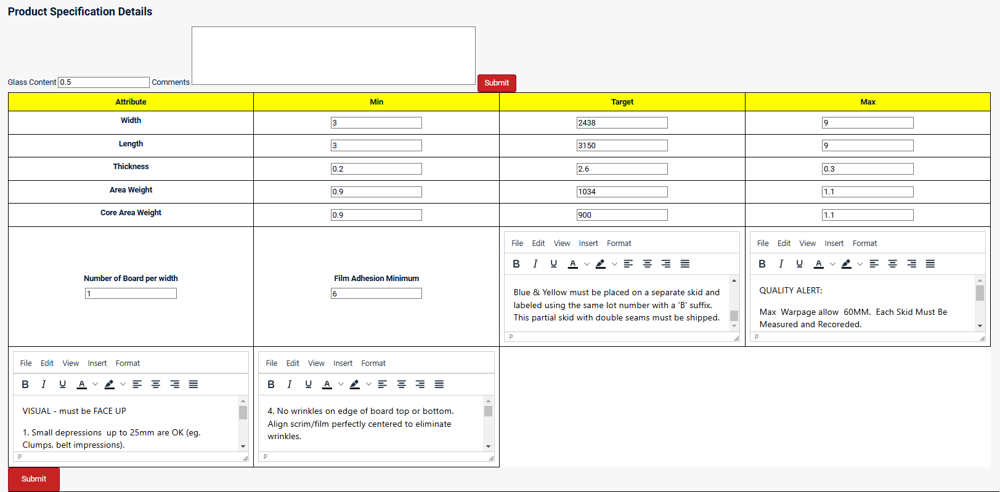 Product Specification Details
Glass Content 0.5 Comments Submit
Attribute Min Target Max
Width 3 2438 9
Length 3 3150 9
Thickness 0.2 2.6 0.3
Area Weight 0.9 1034 1.1
Core Area Weight 0.9 900 1.1
Number of Board per width
1
Film Adhesion Minimum
6
File Edit View Insert Format
B I U A
Blue & Yellow must be placed on a separate skid and
labeled using the same lot number with a 'B' suffix.
This partial skid with double seams must be shipped.
P
File Edit View Insert Format
B I U A
QUALITY ALERT:
Max Warpage allow 60MM. Each Skid Must Be
Measured and Recoreded.
P
File Edit View Insert Format
B I U A
VISUAL - must be FACE UP
1. Small depressions up to 25mm are OK (eg.
Clumps, belt impressions).
P
File Edit View Insert Format
B I U A
4. No wrinkles on edge of board top or bottom.
Align scrim/film perfectly centered to eliminate
wrinkles.
P
Submit